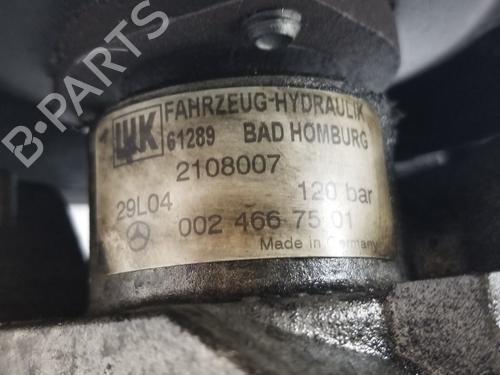 LUK FAHRZEUG-HYDRAULIK
61289 BAD HOMBURG
2108007
29L04 120 bar
002 466 75 01
Made in Germany
B-PARTS